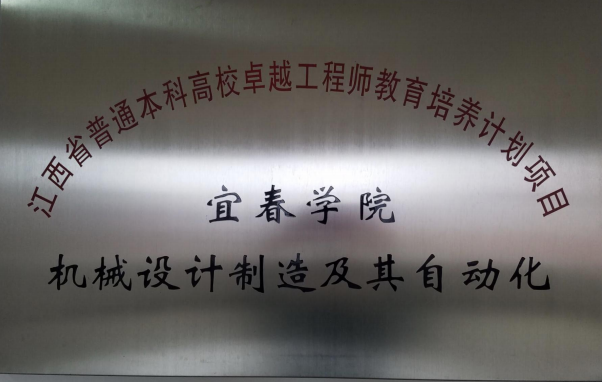 江西省普通本科高校卓越工程师教育培养计划项目
宜春学院
机械设计制造及其自动化